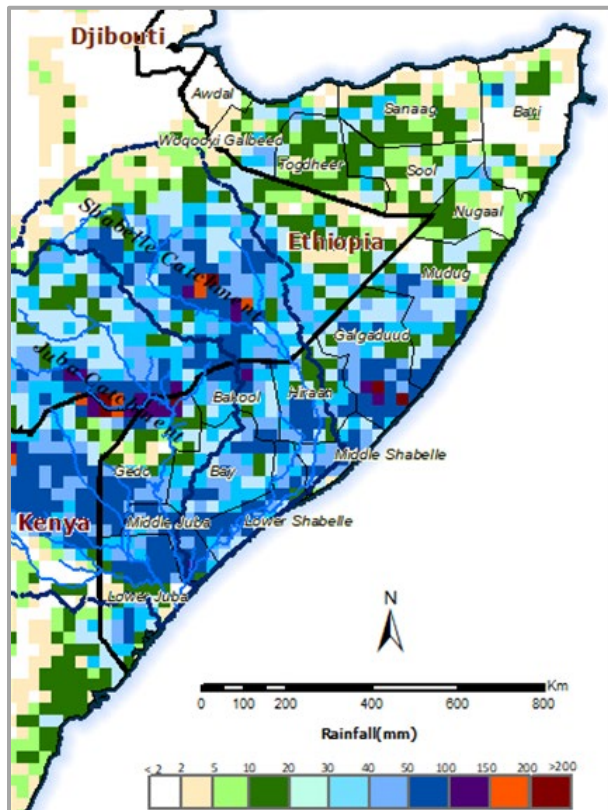 Djibouti
Awdal
Sanaag
Bari
Woqooyi Galbeed
Togdheer
Sool
Shabelle Catchment
Nugaal
Ethiopia
Mudug
Galgaduud
Juba Catchment
Bakool
Hiraan
Middle Shabelle
Gedo
Bay
Kenya
Middle Juba
Lower Shabelle
Lower Juba
N
Km
0 100 200 400 600 800
Rainfall(mm)
< 2 2 5 10 20 30 40 50 100 150 200 >200